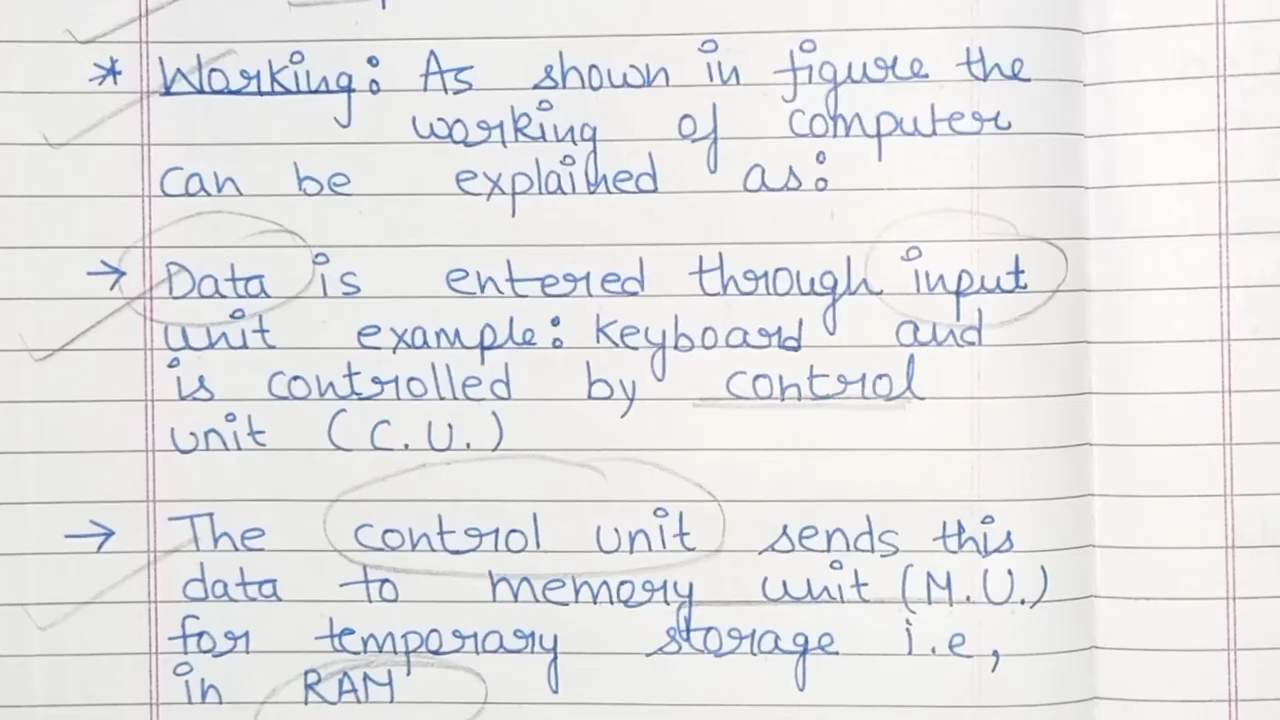 * Working: As shown in figure the
working of computer
can be explained as:
→ Data is entered through input
unit example: Keyboard and
is controlled by control
unit (C.U.)
→ The control unit sends this
data to memory unit (M.U.)
for temporary storage i.e,
in RAM